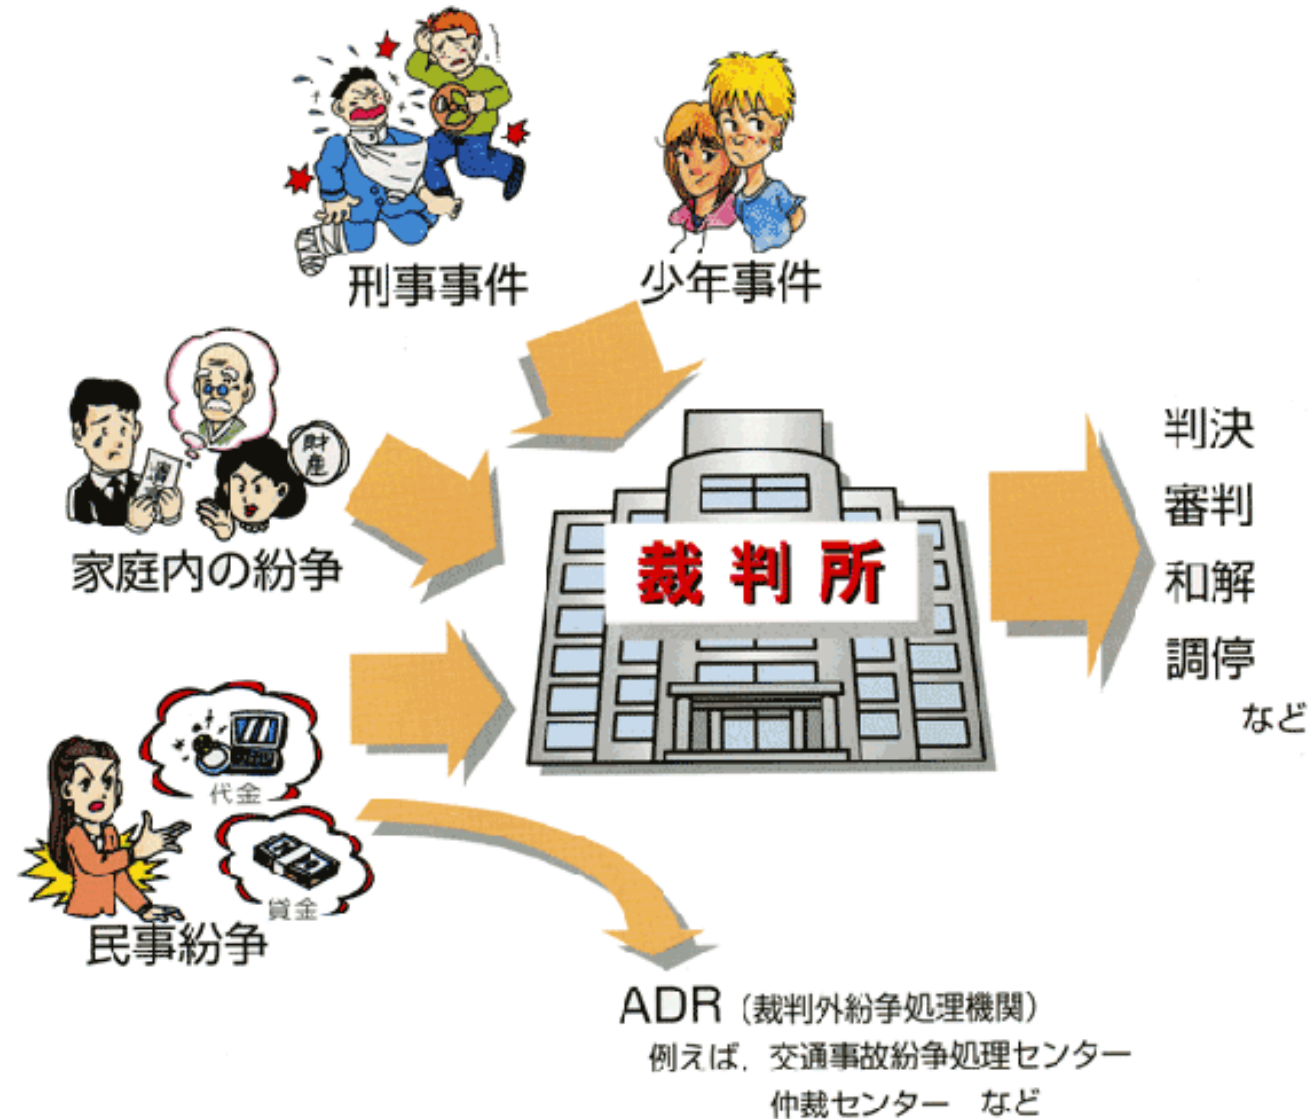 刑事事件
少年事件
財産
家庭内の紛争
裁判所
判決
審判
和解
調停
など
代金
貸金
民事紛争
ADR（裁判外紛争処理機関）
例えば，交通事故紛争処理センター
仲裁センター　など